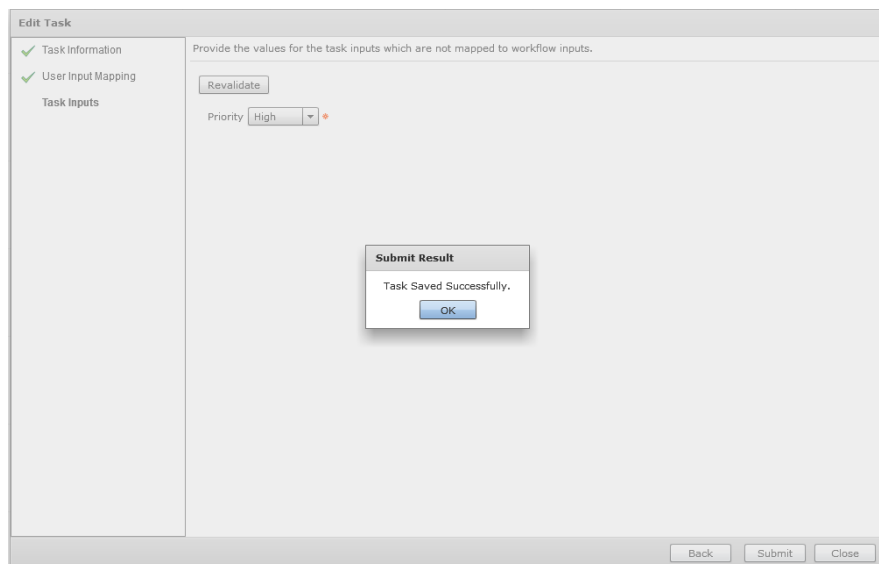 Edit Task
Task Information
User Input Mapping
Task Inputs
Provide the values for the task inputs which are not mapped to workflow inputs.
Revalidate
Priority High
Submit Result
Task Saved Successfully.
OK
Back Submit Close